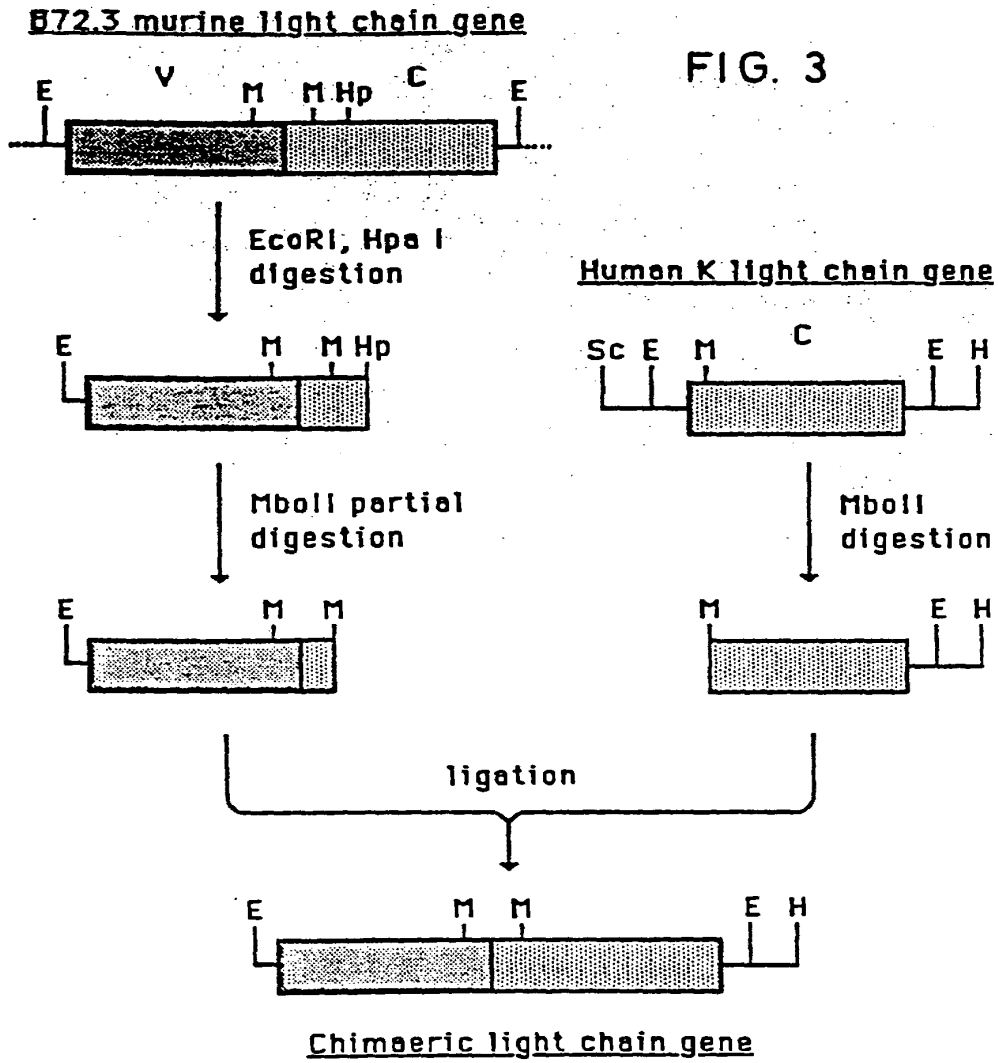 B72.3 murine light chain gene
FIG. 3
V
C
E
M
M
Hp
E
EcoRI, Hpa I
digestion
Human K light chain gene
C
E
M
M
Hp
Sc
E
M
E
H
MboII partial
digestion
MboII
digestion
E
M
M
M
E
H
ligation
E
M
M
E
H
Chimaeric light chain gene